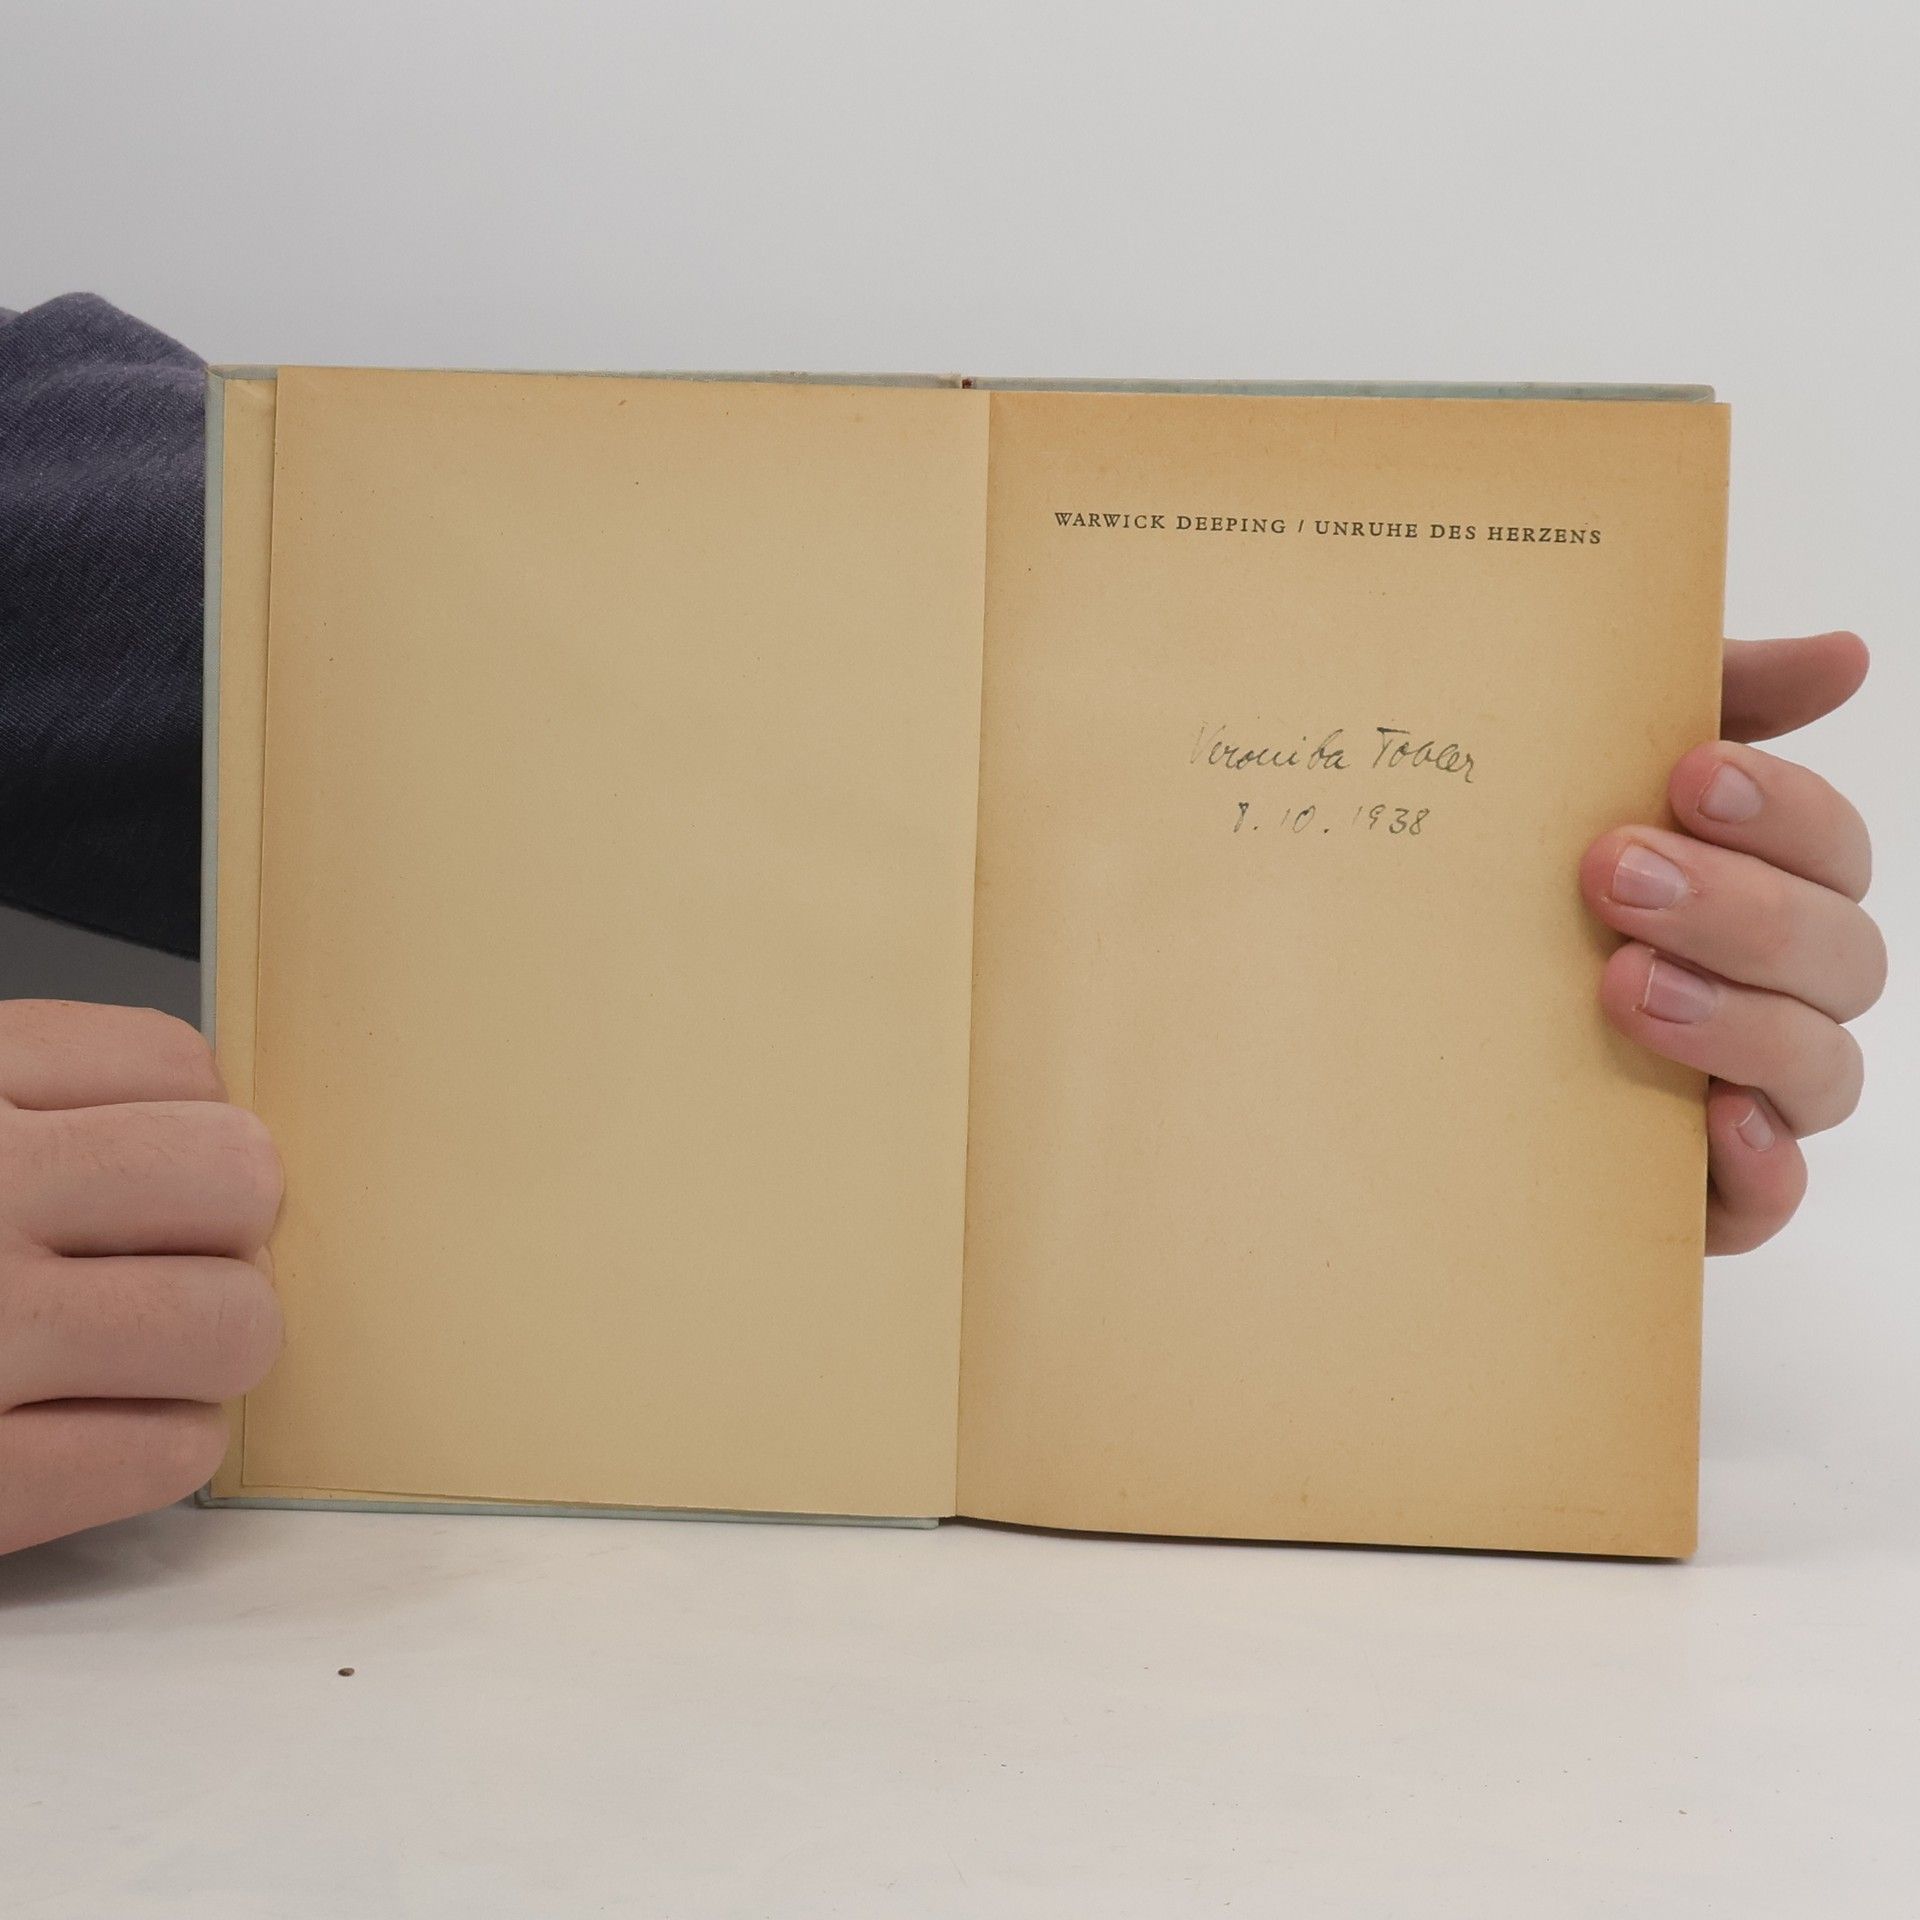 WARWICK DEEPING / UNRUHE DES HERZENS
Veronika Tobler
8. 10. 1938